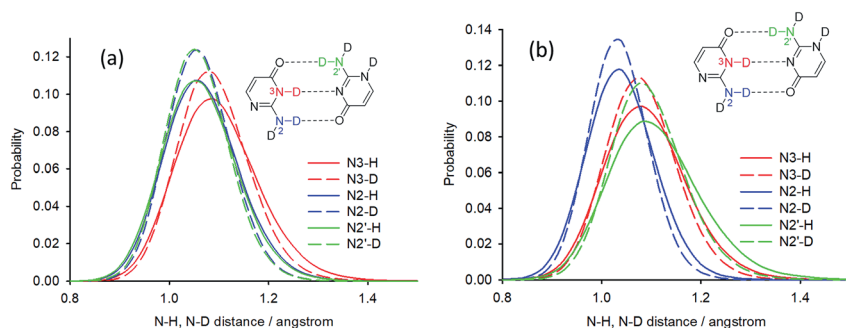 (a)
0.12
0.10
0.08
0.06
0.04
0.02
0.00
Probability
0.8
1.0
1.2
1.4
N-H, N-D distance / angstrom
O
D
D
N
2'
N
D
3
N
D
N
N
N
D
2
O
D
N3-H
N3-D
N2-H
N2-D
N2'-H
N2'-D
(b)
0.14
0.12
0.10
0.08
0.06
0.04
0.02
0.00
Probability
0.8
1.0
1.2
1.4
N-H, N-D distance / angstrom
O
D
D
N
2'
N
D
3
N
D
N
N
N
D
2
O
D
N3-H
N3-D
N2-H
N2-D
N2'-H
N2'-D